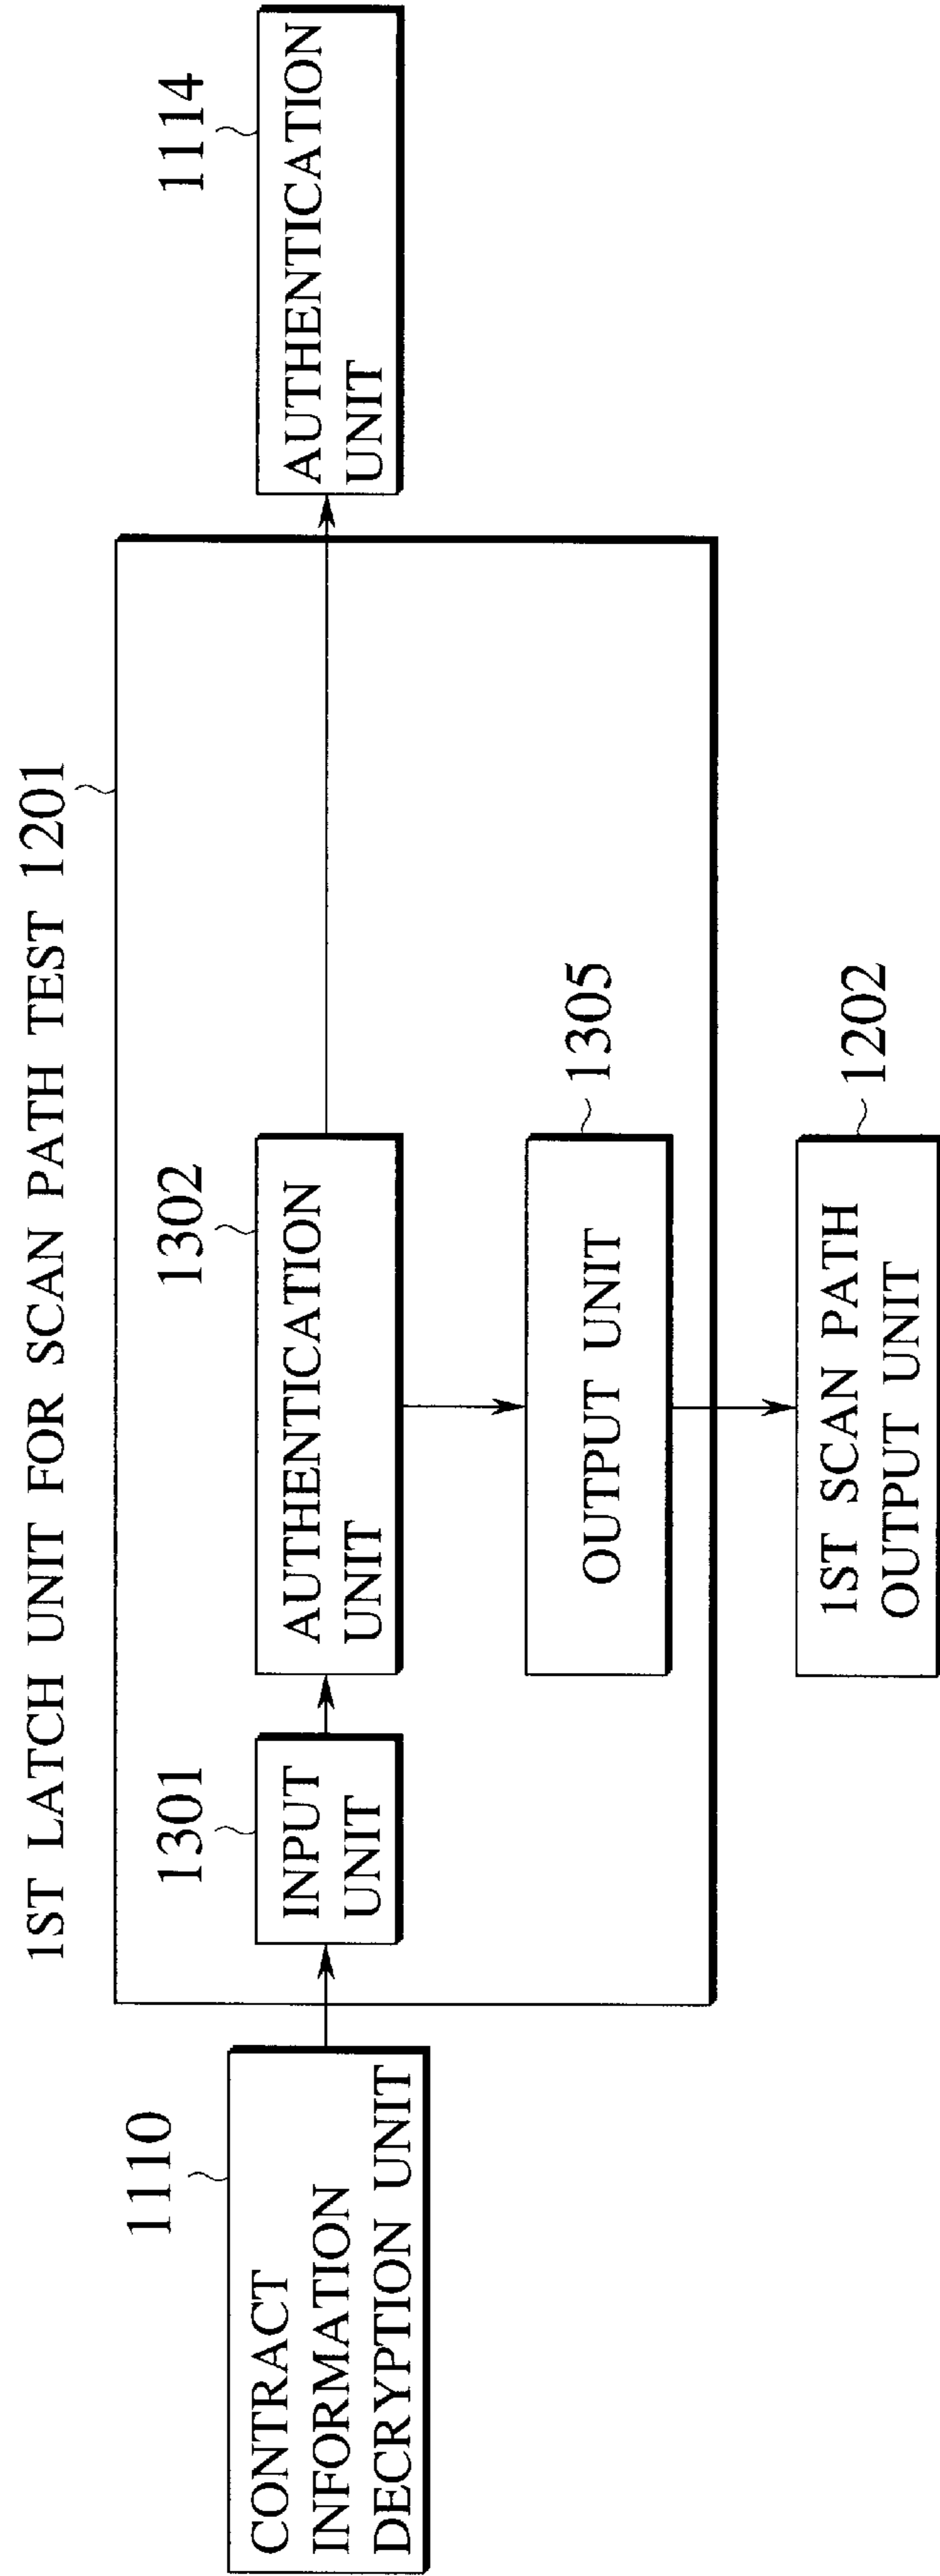 1ST LATCH UNIT FOR SCAN PATH TEST 1201
1110
CONTRACT
INFORMATION
DECRYPTION UNIT
1301
INPUT
UNIT
1302
AUTHENTICATION
UNIT
1114
AUTHENTICATION
UNIT
1305
OUTPUT UNIT
1202
1ST SCAN PATH
OUTPUT UNIT